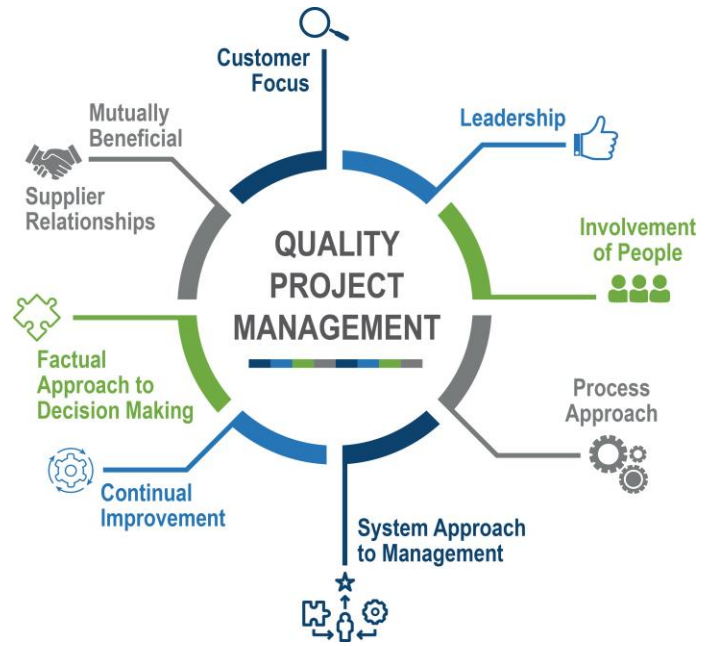 Customer
Focus
Leadership
Involvement
of People
Process
Approach
System Approach
to Management
Continual
Improvement
Factual
Approach to
Decision Making
Mutually
Beneficial
Supplier
Relationships
QUALITY
PROJECT
MANAGEMENT